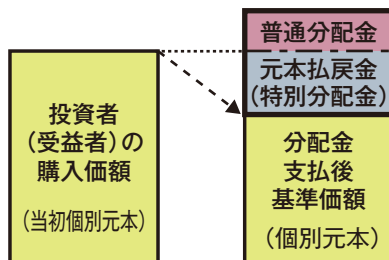 投資者
(受益者)の
購入価額
(当初個別元本)
普通分配金
元本払戻金
(特別分配金)
分配金
支払後
基準価額
(個別元本)